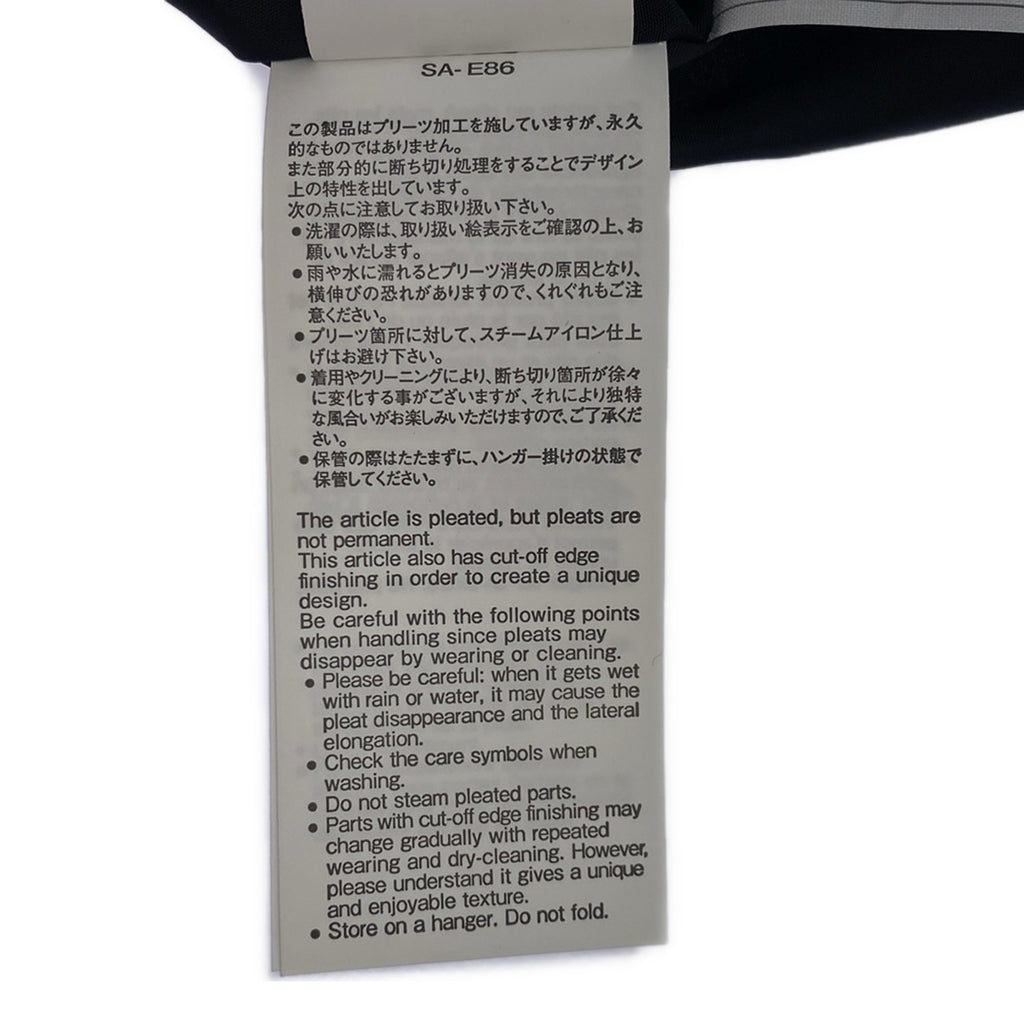 SA- E86
この製品はプリーツ加工を施していますが、永久
的なものではありません。
また部分的に断ち切り処理をすることでデザイン
上の特性を出しています。
次の点に注意してお取り扱い下さい。
●洗濯の際は、取り扱い絵表示をご確認の上、お
願いいたします。
●雨や水に濡れるとプリーツ消失の原因となり、
横伸びの恐れがありますので、くれぐれもご注
意ください。
●プリーツ箇所に対して、スチームアイロン仕上
げはお避け下さい。
●着用やクリーニングにより、断ち切り箇所が徐々
に変化する事がございますが、それにより独特
な風合いがお楽しみいただけますので、ご了承くだ
さい。
●保管の際はたたまずに、ハンガー掛けの状態で
保管してください。
The article is pleated, but pleats are
not permanent.
This article also has cut-off edge
finishing in order to create a unique
design.
Be careful with the following points
when handling since pleats may
disappear by wearing or cleaning.
● Please be careful: when it gets wet
with rain or water, it may cause the
pleat disappearance and the lateral
elongation.
● Check the care symbols when
washing.
● Do not steam pleated parts.
● Parts with cut-off edge finishing may
change gradually with repeated
wearing and dry-cleaning. However,
please understand it gives a unique
and enjoyable texture.
● Store on a hanger. Do not fold.